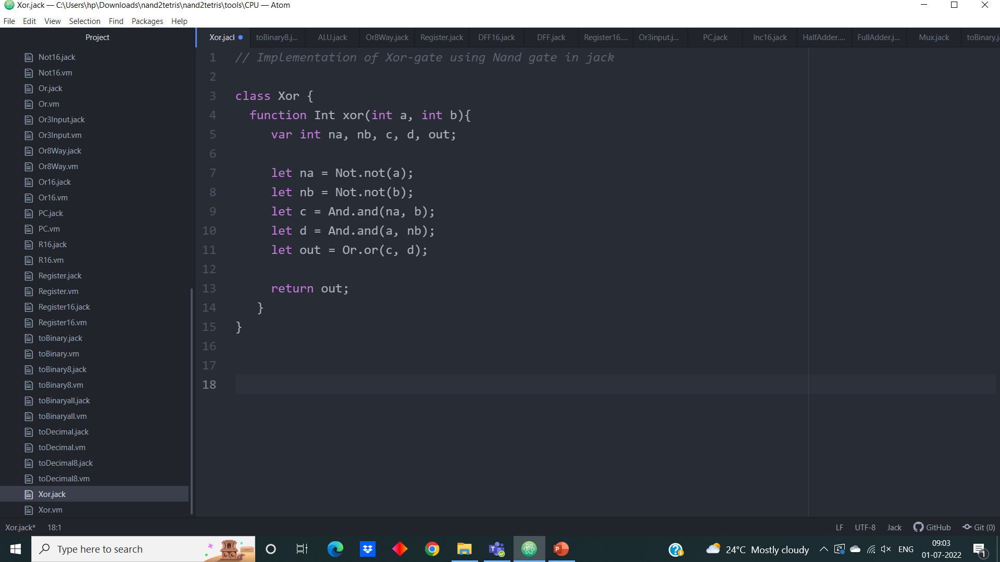 Xor.jack — C:\Users\hp\Downloads\nand2tetris\nand2tetris\tools\CPU — Atom
File Edit View Selection Find Packages Help
Project
Not16.jack
Not16.vm
Or.jack
Or.vm
Or3Input.jack
Or3Input.vm
Or8Way.jack
Or8Way.vm
Or16.jack
Or16.vm
PC.jack
PC.vm
R16.jack
R16.vm
Register.jack
Register.vm
Register16.jack
Register16.vm
toBinary.jack
toBinary.vm
toBinary8.jack
toBinary8.vm
toBinaryall.jack
toBinaryall.vm
toDecimal.jack
toDecimal.vm
toDecimal8.jack
toDecimal8.vm
Xor.jack
Xor.vm
Xor.jacl toBinary8.j... ALU.jack Or8Way.jack Register.jack DFF16.jack DFF.jack Register16.... Or3input.j... PC.jack Inc16.jack HalfAdder.... FullAdder.j... Mux.jack toBinary.ja
1 // Implementation of Xor-gate using Nand gate in jack
2
3 class Xor {
4 function Int xor(int a, int b){
5 var int na, nb, c, d, out;
6
7 let na = Not.not(a);
8 let nb = Not.not(b);
9 let c = And.and(na, b);
10 let d = And.and(a, nb);
11 let out = Or.or(c, d);
12
13 return out;
14 }
15 }
16
17
18
Xor.jack* 18:1 LF UTF-8 Jack GitHub Git (0)
Type here to search 24°C Mostly cloudy ENG 09:03
01-07-2022 1